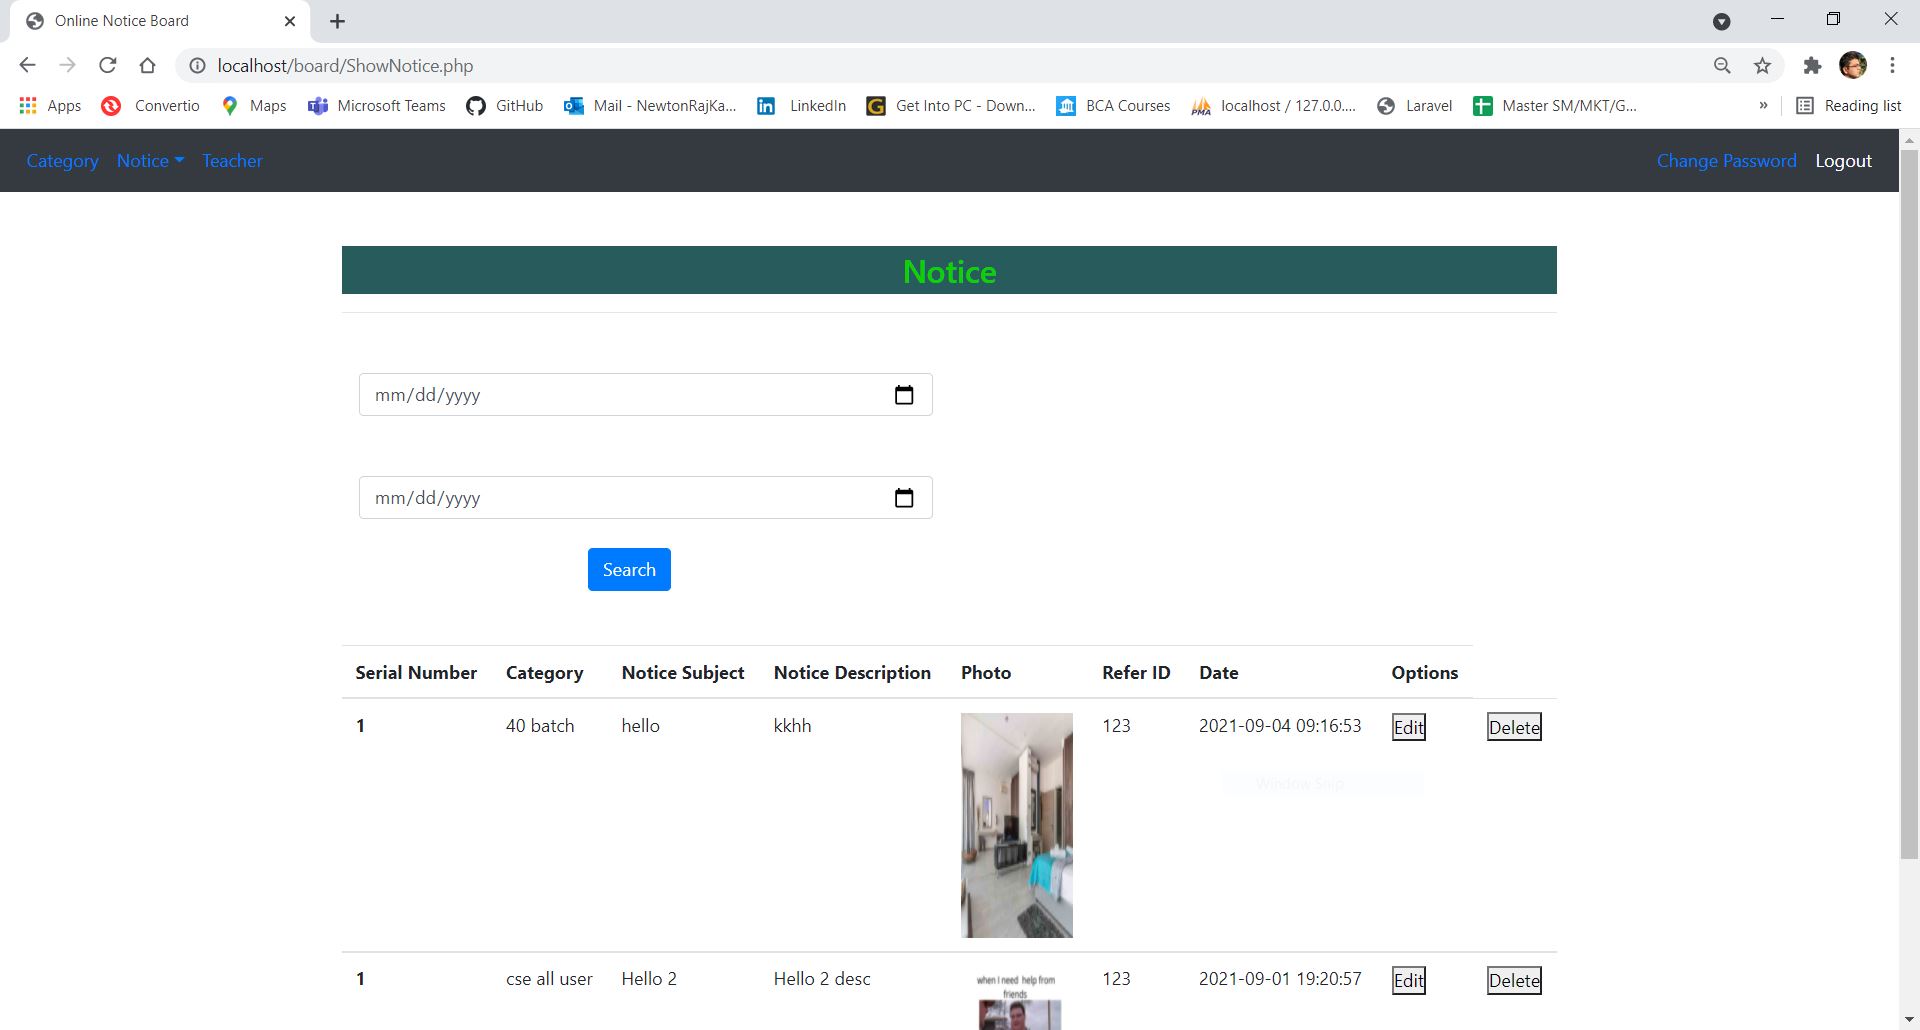 Online Notice Board
localhost/board/ShowNotice.php
Apps Convertio Maps Microsoft Teams GitHub Mail - NewtonRajKa... LinkedIn Get Into PC - Down... BCA Courses localhost / 127.0.0.... Laravel Master SM/MKT/G... » Reading list
Category Notice Teacher Change Password Logout
Notice
mm/dd/yyyy
mm/dd/yyyy
Search
Serial Number Category Notice Subject Notice Description Photo Refer ID Date Options
1 40 batch hello kkhh 123 2021-09-04 09:16:53 Edit Delete
Window Snip
1 cse all user Hello 2 Hello 2 desc 123 2021-09-01 19:20:57 Edit Delete
when I need help from
friends